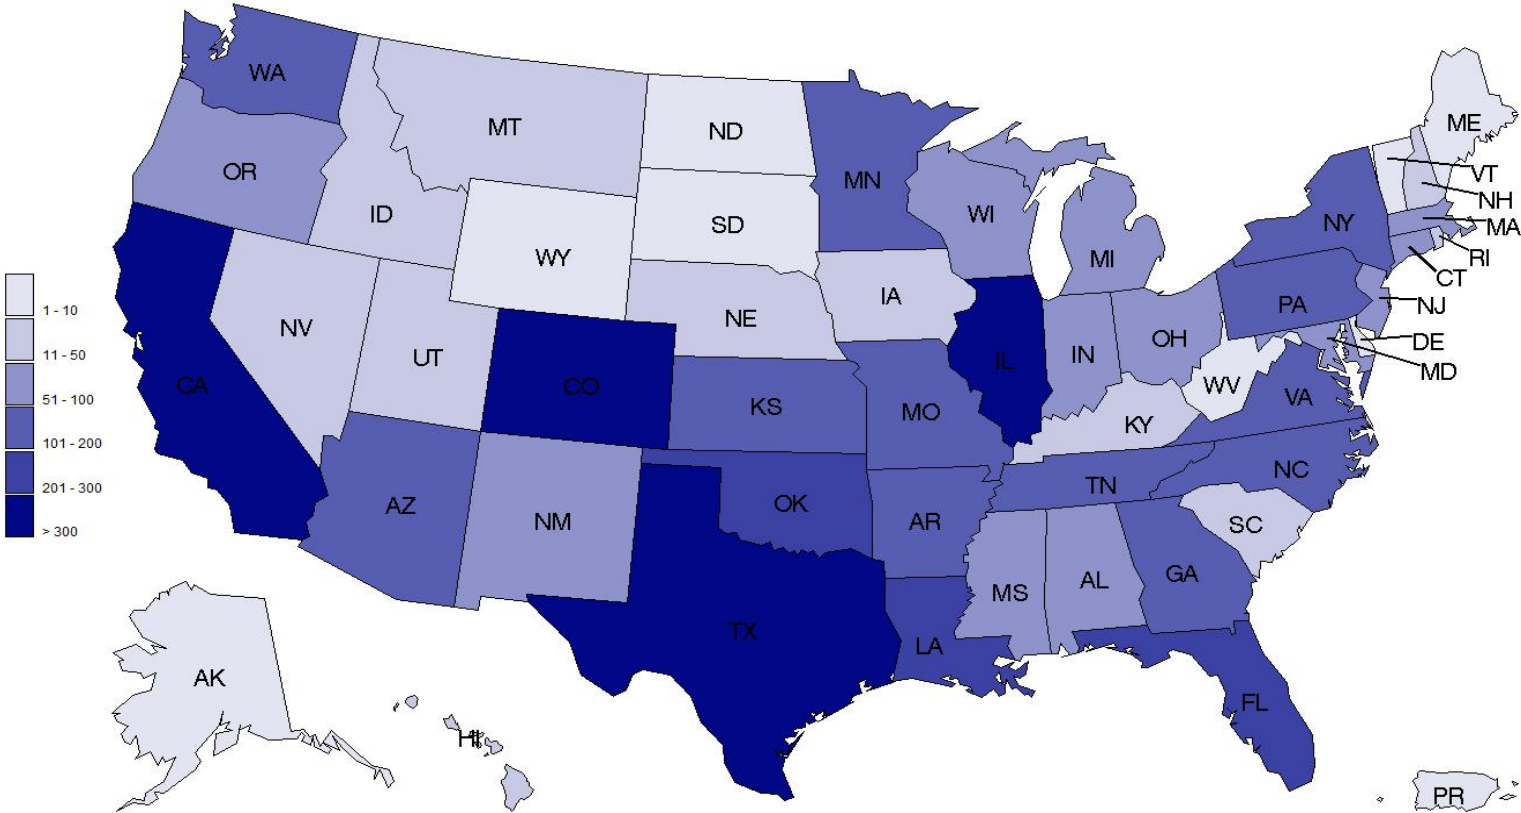 WA
MT
ND
ME
OR
MN
VT
ID
WI
NH
SD
NY
MA
WY
MI
RI
CT
IA
PA
NJ
1 - 10
NV
NE
OH
DE
UT
IL
IN
MD
11 - 50
CA
CO
WV
VA
51 - 100
KS
MO
KY
101 - 200
NC
201 - 300
AZ
OK
TN
NM
AR
SC
> 300
GA
MS
AL
TX
LA
AK
FL
HI
PR